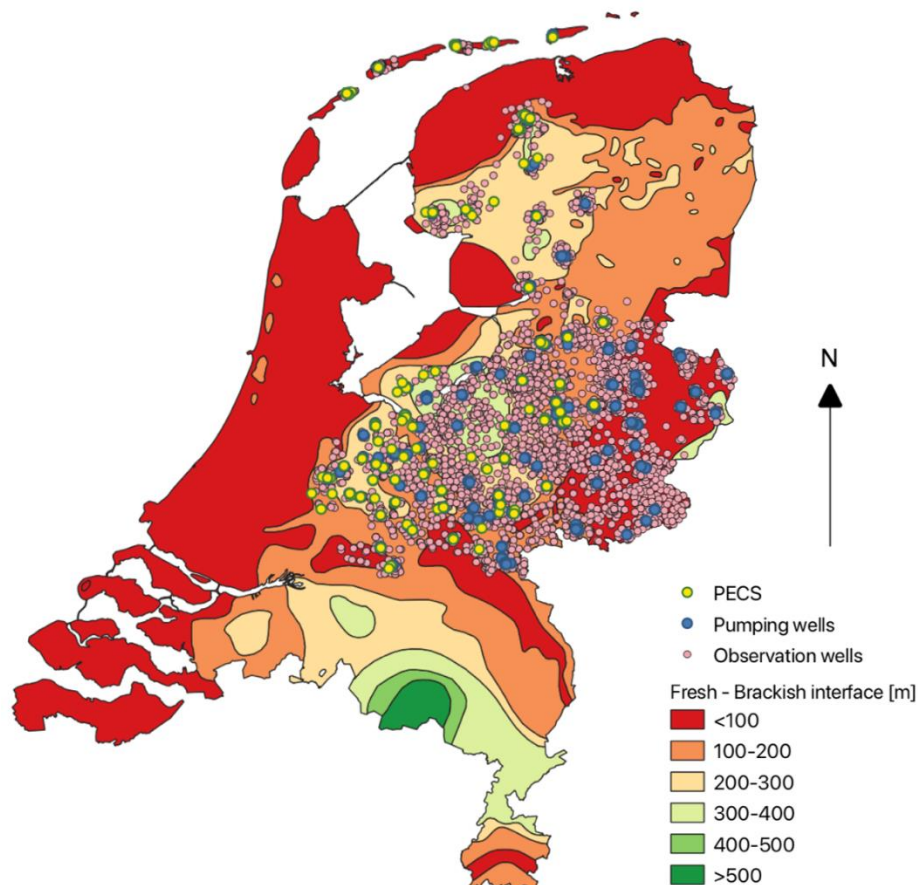 N
PECS
Pumping wells
Observation wells
Fresh - Brackish interface [m]
<100
100-200
200-300
300-400
400-500
>500